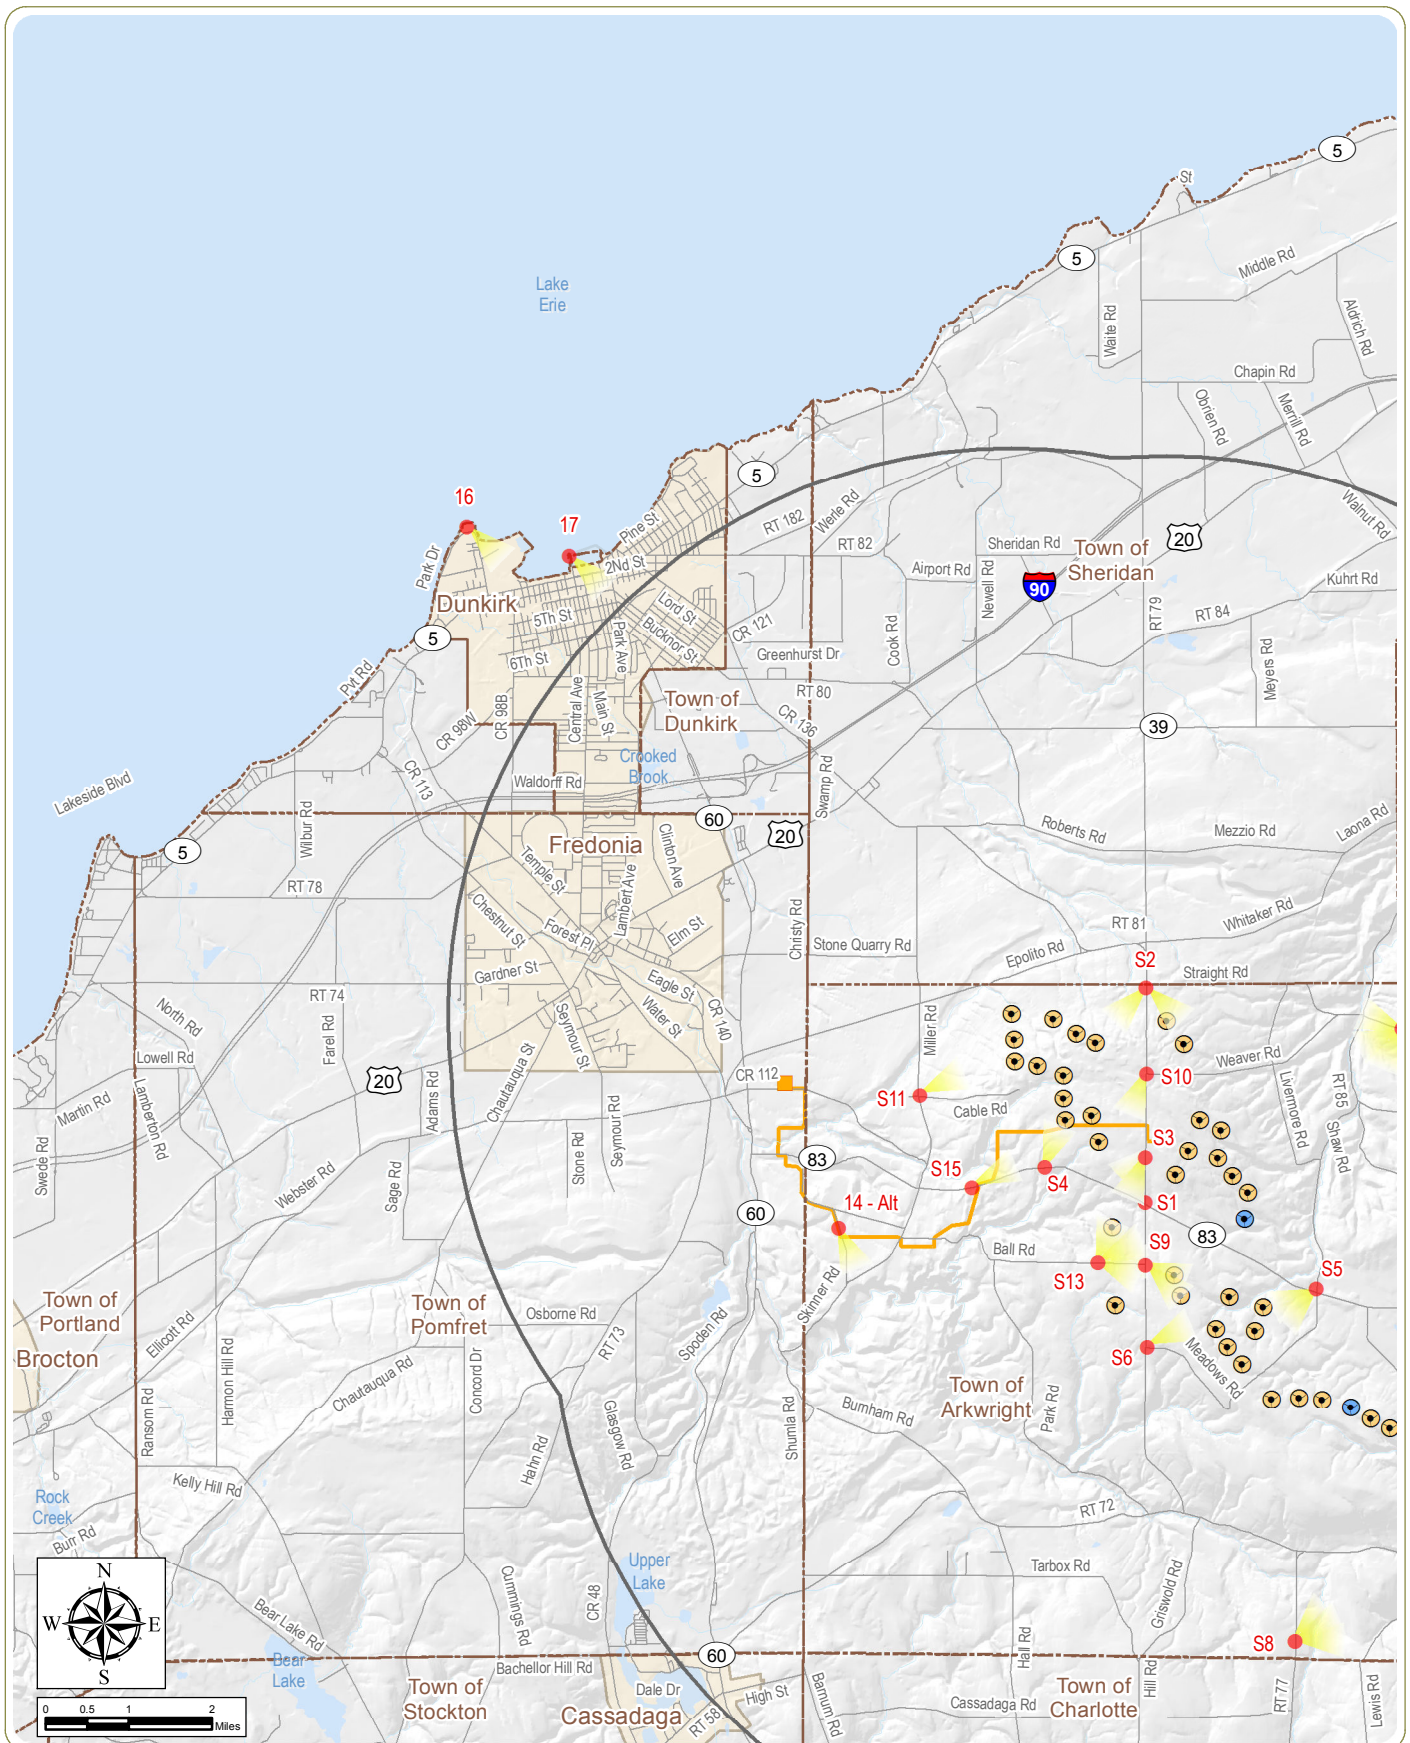 5
St
5
Middle Rd
Lake
Erie
Waite Rd
Aldrich Rd
Chapin Rd
Obrien Rd
Merrill Rd
5
16
17
Pine St
RT 182
Werle Rd
RT 82
Walnut Rd
20
Sheridan Rd
Town of
Sheridan
Airport Rd
Newell Rd
90
Kuhrt Rd
Park Dr
2Nd St
Dunkirk
5Th St
Lord St
Bucknor St
CR 121
RT 79
RT 84
5
Park Ave
Cook Rd
Greenhurst Dr
Meyers Rd
6Th St
Pvt Rd
Town of
Dunkirk
RT 80
CR 98B
Central Ave
Main St
CR 98W
CR 136
39
Crooked
Brook
CR 113
Waldorff Rd
Lakeside Blvd
Swamp Rd
60
20
Wilbur Rd
Roberts Rd
Mezzio Rd
Laona Rd
5
Fredonia
Clinton Ave
Temple St
Lambert Ave
RT 78
Chestnut St
Forest Pl
Elm St
Christy Rd
Stone Quarry Rd
Epolito Rd
RT 81
Whitaker Rd
S2
Straight Rd
Gardner St
Eagle St
RT 74
Water St
CR 140
North Rd
Farel Rd
Seymour St
Miller Rd
Lowell Rd
Chautauqua St
Weaver Rd
20
CR 112
S10
Livermore Rd
RT 85
Martin Rd
Lamberton Rd
Adams Rd
S11
Cable Rd
Swede Rd
Webster Rd
Sage Rd
Stone Rd
Seymour Rd
83
S3
Shaw Rd
S15
S4
14 - Alt
S1
60
83
Ball Rd
S9
S13
S5
Town of
Portland
Ellicott Rd
Harmon Hill Rd
Town of
Pomfret
Osborne Rd
RT 73
Spoden Rd
Skinner Rd
Brocton
Chautauqua Rd
Concord Dr
S6
Meadows Rd
Town of
Arkwright
Ransom Rd
Glasgow Rd
Shumla Rd
Burnham Rd
Park Rd
Hahn Rd
Kelly Hill Rd
Rock
Creek
Burr Rd
RT 72
Upper
Lake
Tarbox Rd
Griswold Rd
N
W E
S
Cummings Rd
CR 48
Bear Lake Rd
Bear
Lake
60
Hall Rd
S8
Bachellor Hill Rd
Town of
Stockton
Dale Dr
High St
Cassadaga
RT 58
Barnum Rd
Cassadaga Rd
Town of
Charlotte
Hill Rd
RT 77
Lewis Rd
0 0.5 1 2
Miles